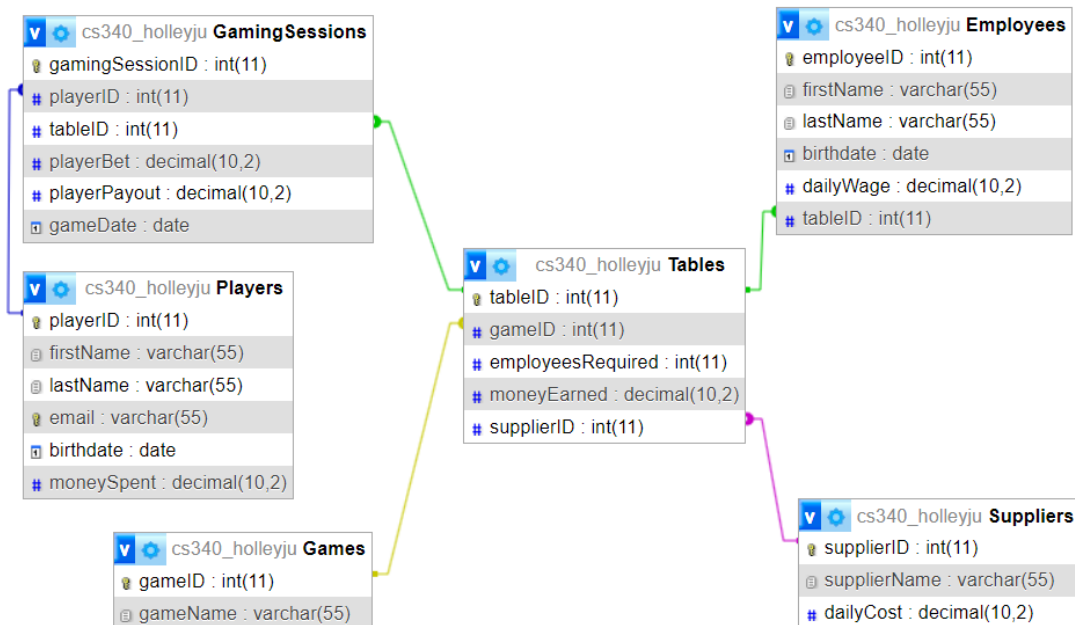 cs340_holleyju GamingSessions
gamingSessionID : int(11)
playerID : int(11)
tableID : int(11)
playerBet : decimal(10,2)
playerPayout : decimal(10,2)
gameDate : date
cs340_holleyju Players
playerID : int(11)
firstName : varchar(55)
lastName : varchar(55)
email : varchar(55)
birthdate : date
moneySpent : decimal(10,2)
cs340_holleyju Games
gameID : int(11)
gameName : varchar(55)
cs340_holleyju Tables
tableID : int(11)
gameID : int(11)
employeesRequired : int(11)
moneyEarned : decimal(10,2)
supplierID : int(11)
cs340_holleyju Employees
employeeID : int(11)
firstName : varchar(55)
lastName : varchar(55)
birthdate : date
dailyWage : decimal(10,2)
tableID : int(11)
cs340_holleyju Suppliers
supplierID : int(11)
supplierName : varchar(55)
dailyCost : decimal(10,2)